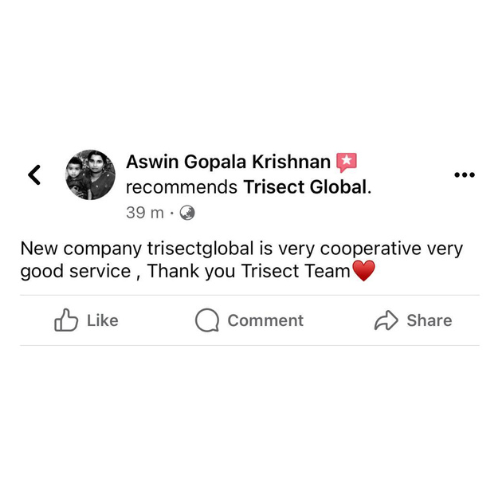 Aswin Gopala Krishnan
recommends Trisect Global.
39 m ·
New company trisectglobal is very cooperative very
good service , Thank you Trisect Team
Like Comment Share